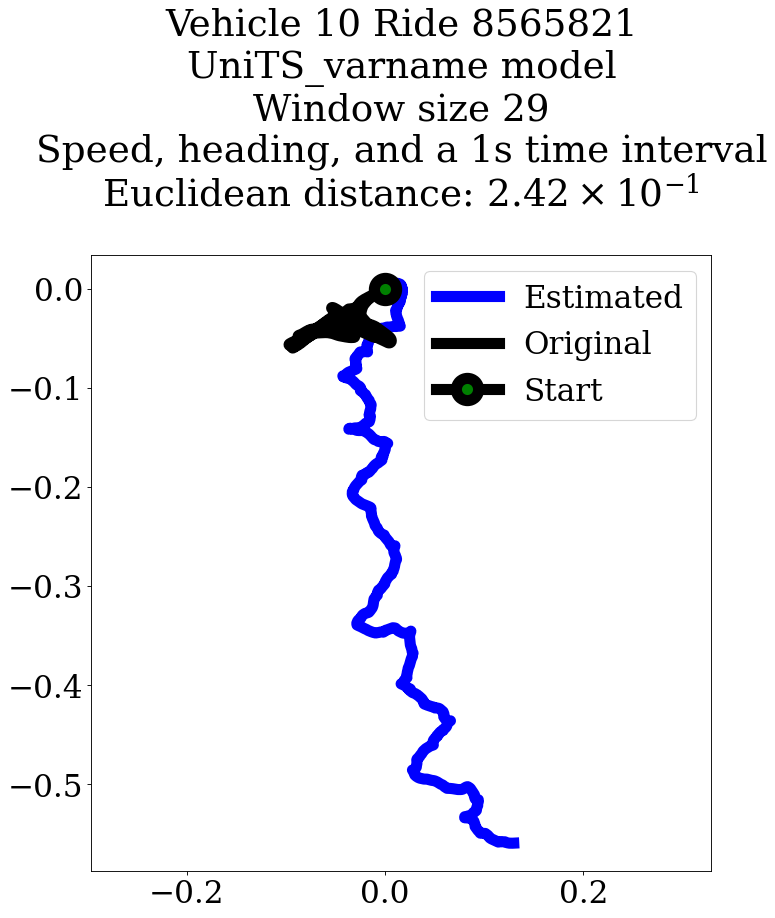 Vehicle 10 Ride 8565821
UniTS_varname model
Window size 29
Speed, heading, and a 1s time interval
Euclidean distance: 2.42 × 10⁻¹
Estimated
Original
Start
0.0
−0.1
−0.2
−0.3
−0.4
−0.5
−0.2 0.0 0.2